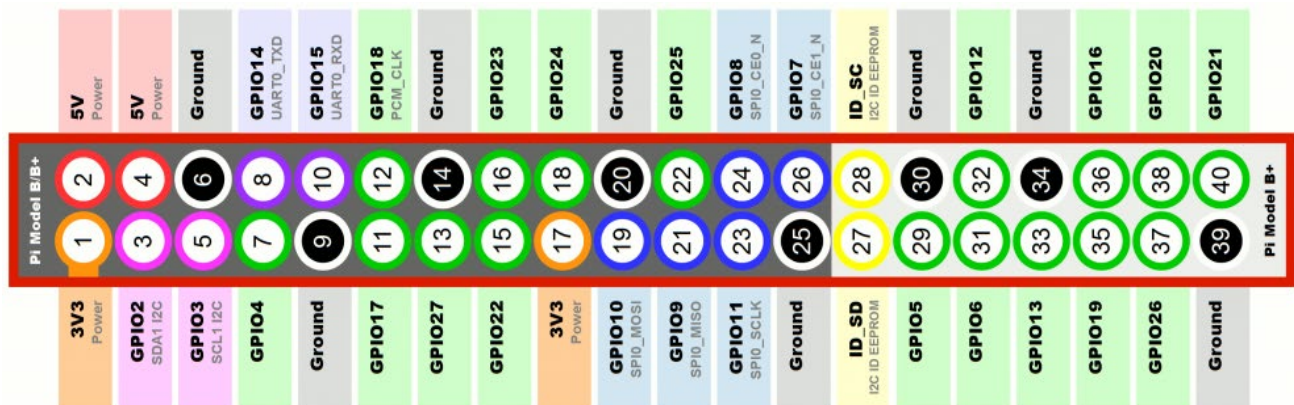 5V
Power
5V
Power
Ground
GPIO14
UART0_TXD
GPIO15
UART0_RXD
GPIO18
PCM_CLK
Ground
GPIO23
GPIO24
Ground
GPIO25
GPIO8
SPI0_CE0_N
GPIO7
SPI0_CE1_N
ID_SC
I2C ID EEPROM
Ground
GPIO12
Ground
GPIO16
GPIO20
GPIO21
Pi Model B/B+
2 4 6 8 10 12 14 16 18 20 22 24 26 28 30 32 34 36 38 40
1 3 5 7 9 11 13 15 17 19 21 23 25 27 29 31 33 35 37 39
Pi Model B+
3V3
Power
GPIO2
SDA1 I2C
GPIO3
SCL1 I2C
GPIO4
Ground
GPIO17
GPIO27
GPIO22
3V3
Power
GPIO10
SPI0_MOSI
GPIO9
SPI0_MISO
GPIO11
SPI0_SCLK
Ground
ID_SD
I2C ID EEPROM
GPIO5
GPIO6
GPIO13
GPIO19
GPIO26
Ground